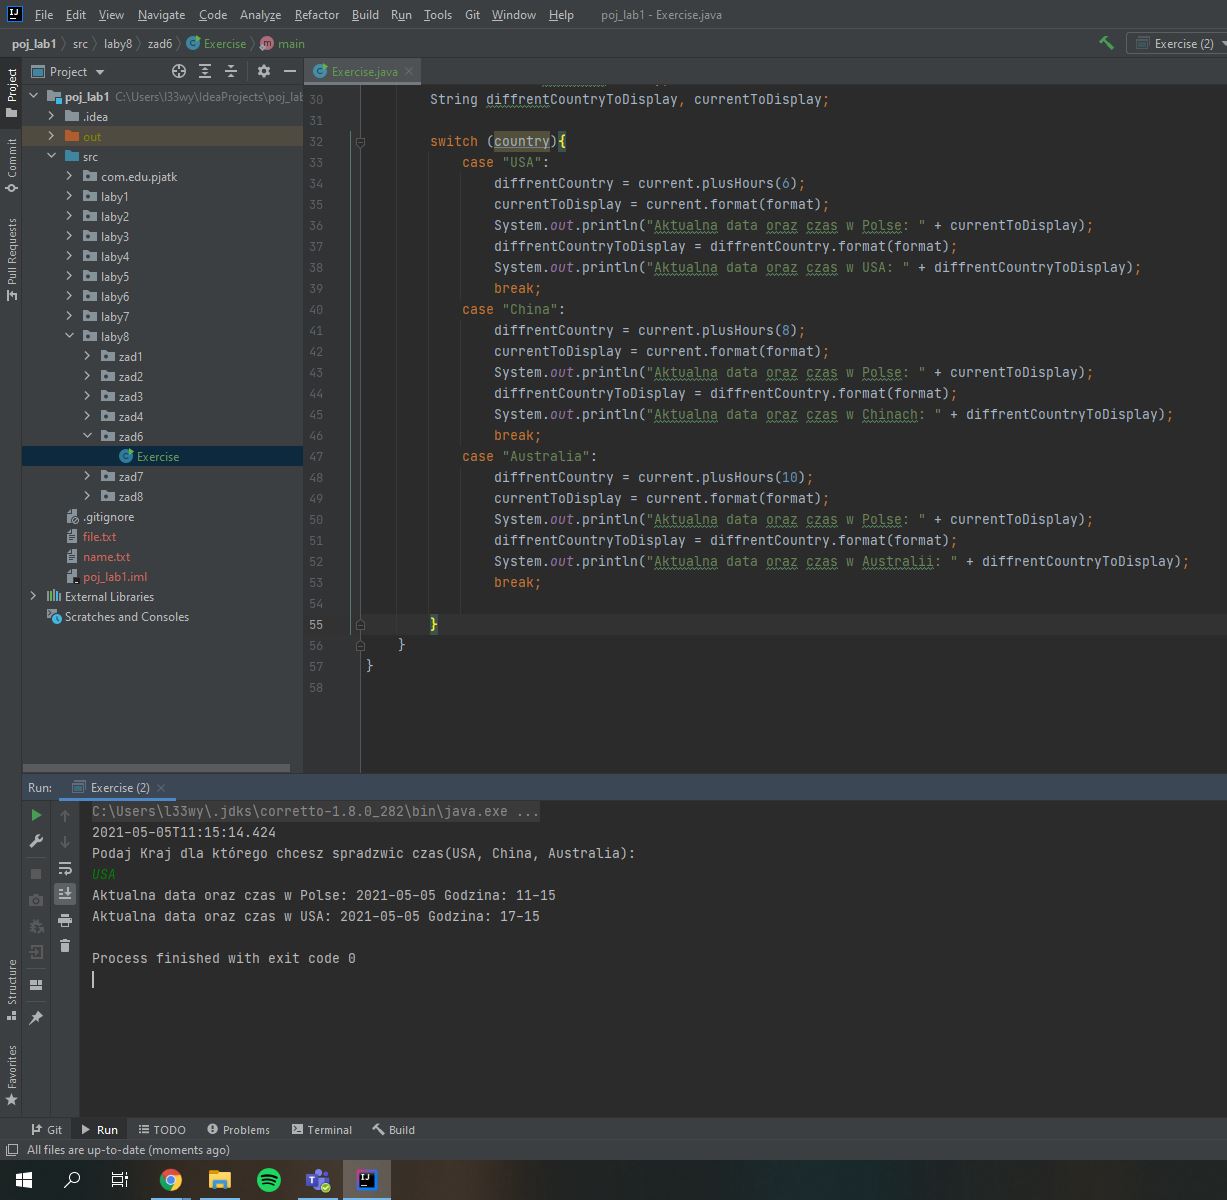 File Edit View Navigate Code Analyze Refactor Build Run Tools Git Window Help poj_lab1 - Exercise.java
poj_lab1 src laby8 zad6 Exercise main Exercise (2)
Project
Exercise.java
Project
Commit
Pull Requests
poj_lab1 C:\Users\l33wy\IdeaProjects\poj_lab
.idea
out
src
com.edu.pjatk
laby1
laby2
laby3
laby4
laby5
laby6
laby7
laby8
zad1
zad2
zad3
zad4
zad6
Exercise
zad7
zad8
.gitignore
file.txt
name.txt
poj_lab1.iml
External Libraries
Scratches and Consoles
30 String diffrentCountryToDisplay, currentToDisplay;
31
32 switch (country){
33 case "USA":
34 diffrentCountry = current.plusHours(6);
35 currentToDisplay = current.format(format);
36 System.out.println("Aktualna data oraz czas w Polse: " + currentToDisplay);
37 diffrentCountryToDisplay = diffrentCountry.format(format);
38 System.out.println("Aktualna data oraz czas w USA: " + diffrentCountryToDisplay);
39 break;
40 case "China":
41 diffrentCountry = current.plusHours(8);
42 currentToDisplay = current.format(format);
43 System.out.println("Aktualna data oraz czas w Polse: " + currentToDisplay);
44 diffrentCountryToDisplay = diffrentCountry.format(format);
45 System.out.println("Aktualna data oraz czas w Chinach: " + diffrentCountryToDisplay);
46 break;
47 case "Australia":
48 diffrentCountry = current.plusHours(10);
49 currentToDisplay = current.format(format);
50 System.out.println("Aktualna data oraz czas w Polse: " + currentToDisplay);
51 diffrentCountryToDisplay = diffrentCountry.format(format);
52 System.out.println("Aktualna data oraz czas w Australii: " + diffrentCountryToDisplay);
53 break;
54
55 }
56 }
57 }
58
Run: Exercise (2)
C:\Users\l33wy\.jdks\corretto-1.8.0_282\bin\java.exe ...
2021-05-05T11:15:14.424
Podaj Kraj dla którego chcesz spradzwic czas(USA, China, Australia):
USA
Aktualna data oraz czas w Polse: 2021-05-05 Godzina: 11-15
Aktualna data oraz czas w USA: 2021-05-05 Godzina: 17-15
Process finished with exit code 0
Structure
Favorites
Git Run TODO Problems Terminal Build
All files are up-to-date (moments ago)